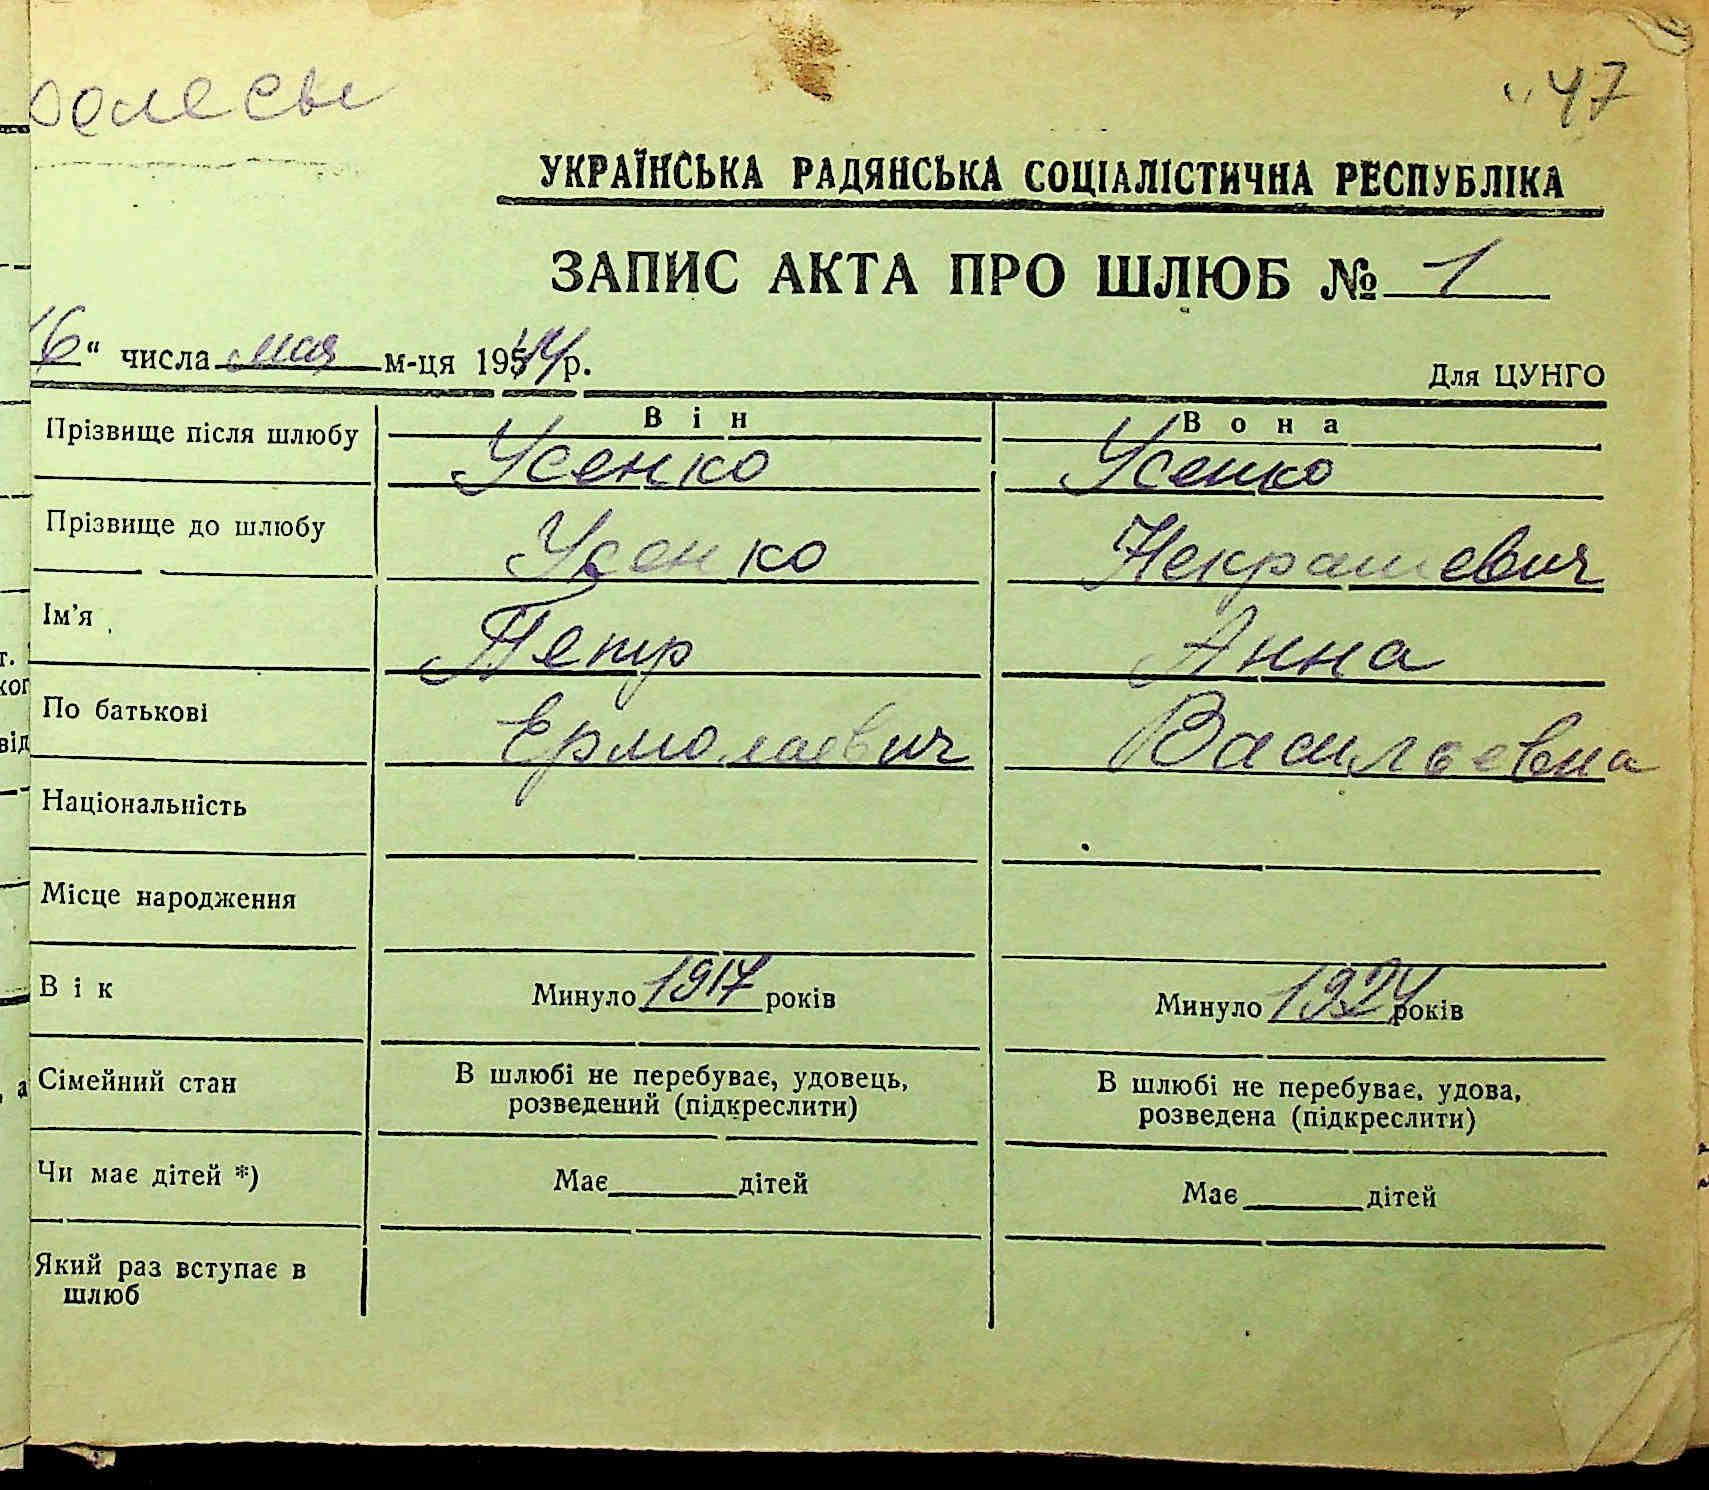 47
УКРАЇНСЬКА РАДЯНСЬКА СОЦІАЛІСТИЧНА РЕСПУБЛІКА
ЗАПИС АКТА ПРО ШЛЮБ № 1
16 “ числа мая м-ця 1944 р.
Для ЦУНГО
Він Вона
Прізвище після шлюбу Усенко Усенко
Прізвище до шлюбу Усенко Некрашевич
Ім’я Петр Анна
По батькові Ермолаевич Васильевна
Національність
Місце народження
Вік Минуло 1917 років Минуло 1924 років
Сімейний стан В шлюбі не перебуває, удовець, розведений (підкреслити) В шлюбі не перебуває, удова, розведена (підкреслити)
Чи має дітей *) Має дітей Має дітей
Який раз вступає в
шлюб